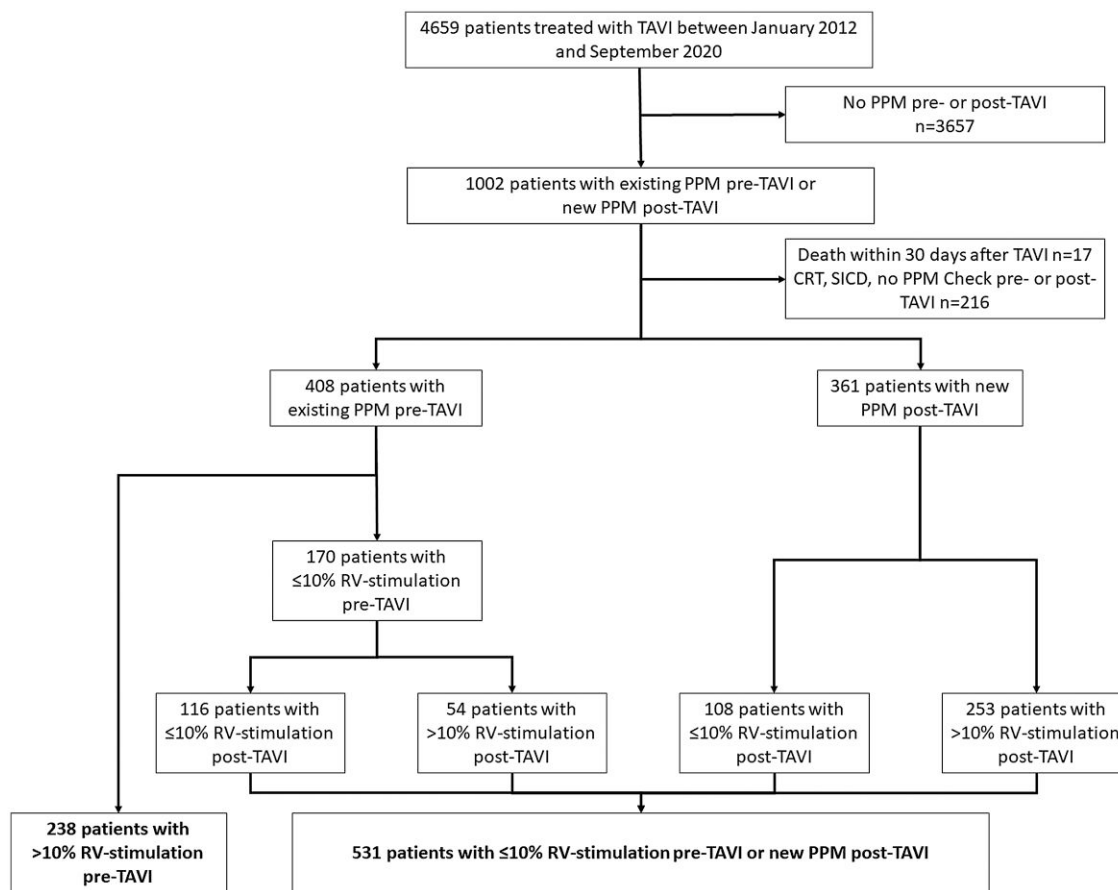 4659 patients treated with TAVI between January 2012
and September 2020
No PPM pre- or post-TAVI
n=3657
1002 patients with existing PPM pre-TAVI or
new PPM post-TAVI
Death within 30 days after TAVI n=17
CRT, SICD, no PPM Check pre- or post-
TAVI n=216
408 patients with
existing PPM pre-TAVI
361 patients with new
PPM post-TAVI
170 patients with
≤10% RV-stimulation
pre-TAVI
116 patients with
≤10% RV-stimulation
post-TAVI
54 patients with
>10% RV-stimulation
post-TAVI
108 patients with
≤10% RV-stimulation
post-TAVI
253 patients with
>10% RV-stimulation
post-TAVI
238 patients with
>10% RV-stimulation
pre-TAVI
531 patients with ≤10% RV-stimulation pre-TAVI or new PPM post-TAVI